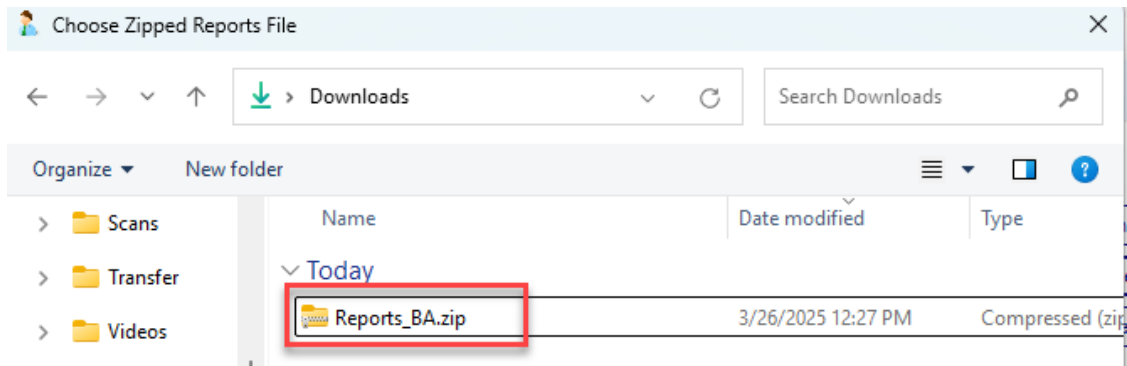 Choose Zipped Reports File
Downloads
Search Downloads
Organize
New folder
Name
Date modified
Type
Scans
Transfer
Videos
Today
Reports_BA.zip
3/26/2025 12:27 PM
Compressed (zip